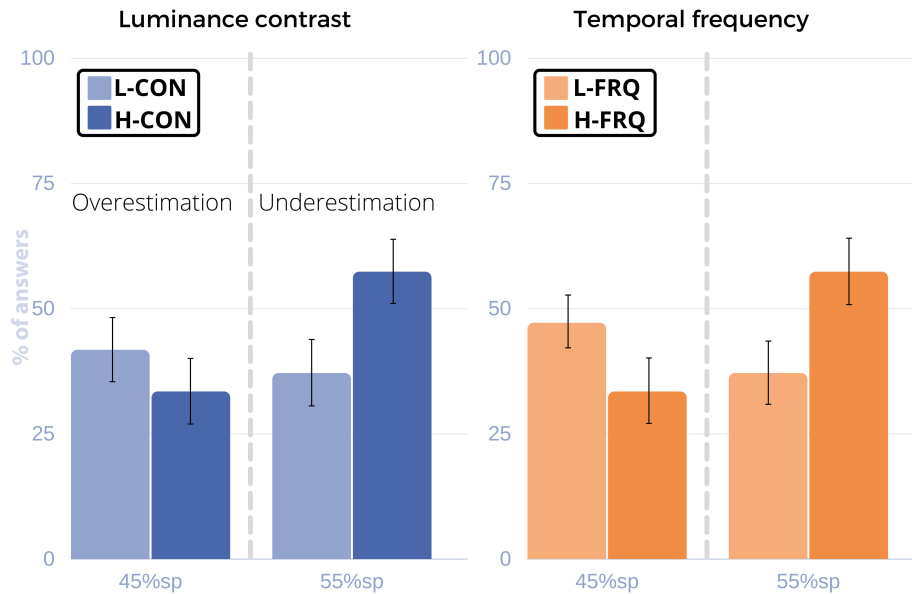 Luminance contrast
Temporal frequency
100
L-CON
H-CON
75
Overestimation
Underestimation
% of answers
50
25
0
45%sp
55%sp
100
L-FRQ
H-FRQ
75
50
25
0
45%sp
55%sp